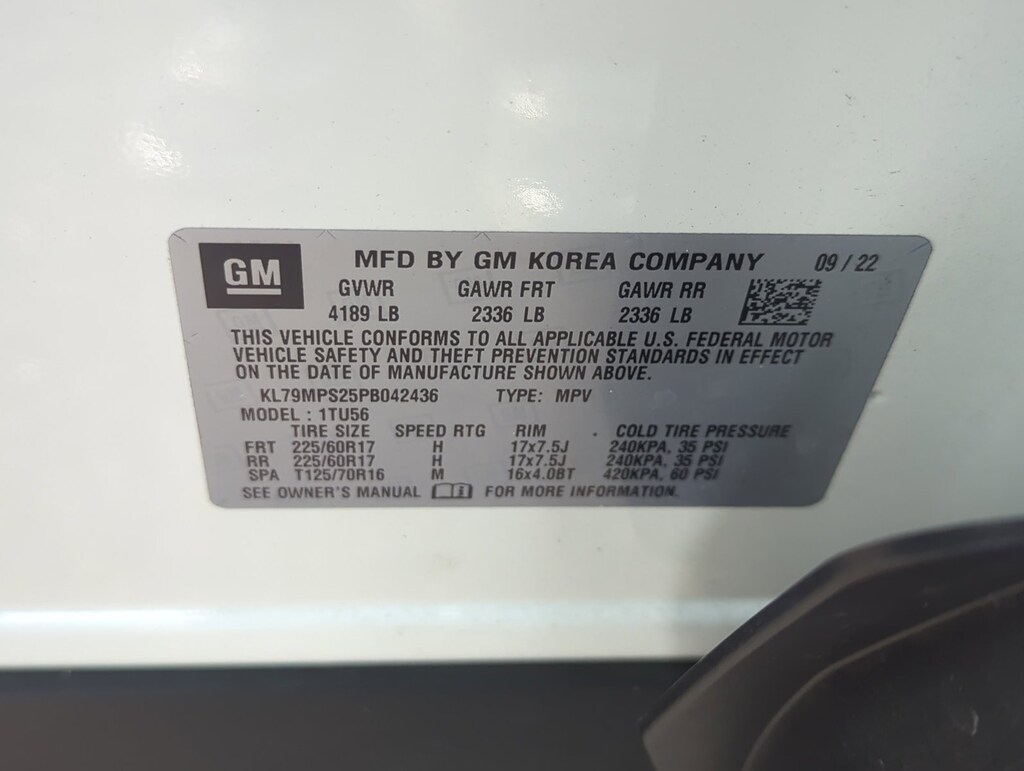 GM MFD BY GM KOREA COMPANY 09 / 22
GVWR GAWR FRT GAWR RR
4189 LB 2336 LB 2336 LB
THIS VEHICLE CONFORMS TO ALL APPLICABLE U.S. FEDERAL MOTOR
VEHICLE SAFETY AND THEFT PREVENTION STANDARDS IN EFFECT
ON THE DATE OF MANUFACTURE SHOWN ABOVE.
KL79MPS25PB042436 TYPE: MPV
MODEL : 1TU56
TIRE SIZE SPEED RTG RIM . COLD TIRE PRESSURE
FRT 225/60R17 H 17x7.5J 240KPA, 35 PSI
RR 225/60R17 H 17x7.5J 240KPA, 35 PSI
SPA T125/70R16 M 16x4.0BT 420KPA, 60 PSI
SEE OWNER'S MANUAL FOR MORE INFORMATION.